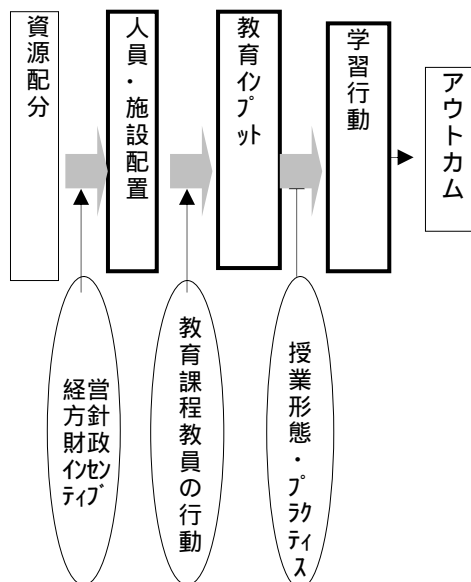 資源配分
人員・施設配置
教育インプット
学習行動
アウトカム
経営
方針
財政
インセン
ティブ
教育課程教員の行動
授業形態・プラクティス